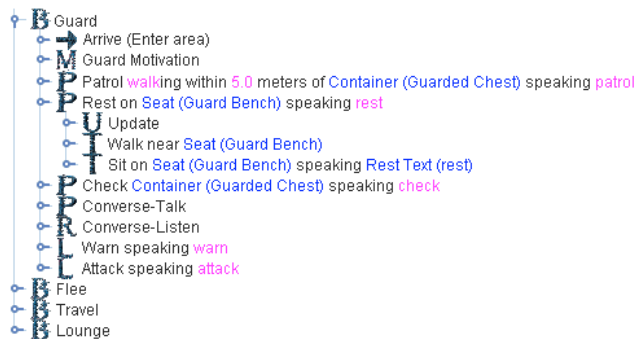 B Guard
Arrive (Enter area)
M Guard Motivation
P Patrol walking within 5.0 meters of Container (Guarded Chest) speaking patrol
P Rest on Seat (Guard Bench) speaking rest
U Update
T Walk near Seat (Guard Bench)
T Sit on Seat (Guard Bench) speaking Rest Text (rest)
P Check Container (Guarded Chest) speaking check
P Converse-Talk
R Converse-Listen
L Warn speaking warn
L Attack speaking attack
B Flee
B Travel
B Lounge